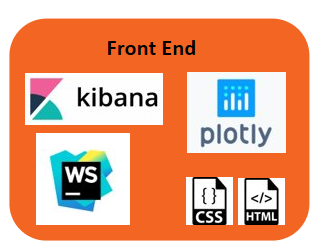 Front End
kibana
plotly
WS
{ }
CSS
</>
HTML